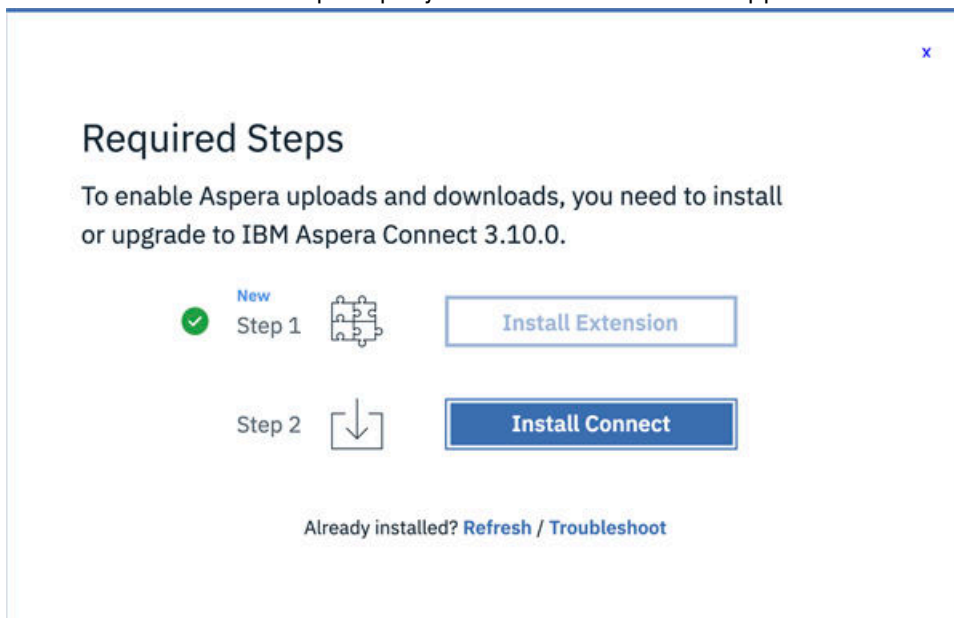 x
Required Steps
To enable Aspera uploads and downloads, you need to install
or upgrade to IBM Aspera Connect 3.10.0.
New
Step 1
Install Extension
Step 2
Install Connect
Already installed? Refresh / Troubleshoot